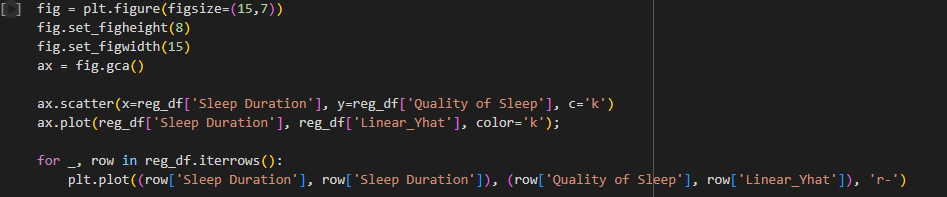 [ ] fig = plt.figure(figsize=(15,7))
fig.set_figheight(8)
fig.set_figwidth(15)
ax = fig.gca()

ax.scatter(x=reg_df['Sleep Duration'], y=reg_df['Quality of Sleep'], c='k')
ax.plot(reg_df['Sleep Duration'], reg_df['Linear_Yhat'], color='k');

for _, row in reg_df.iterrows():
    plt.plot((row['Sleep Duration'], row['Sleep Duration']), (row['Quality of Sleep'], row['Linear_Yhat']), 'r-')